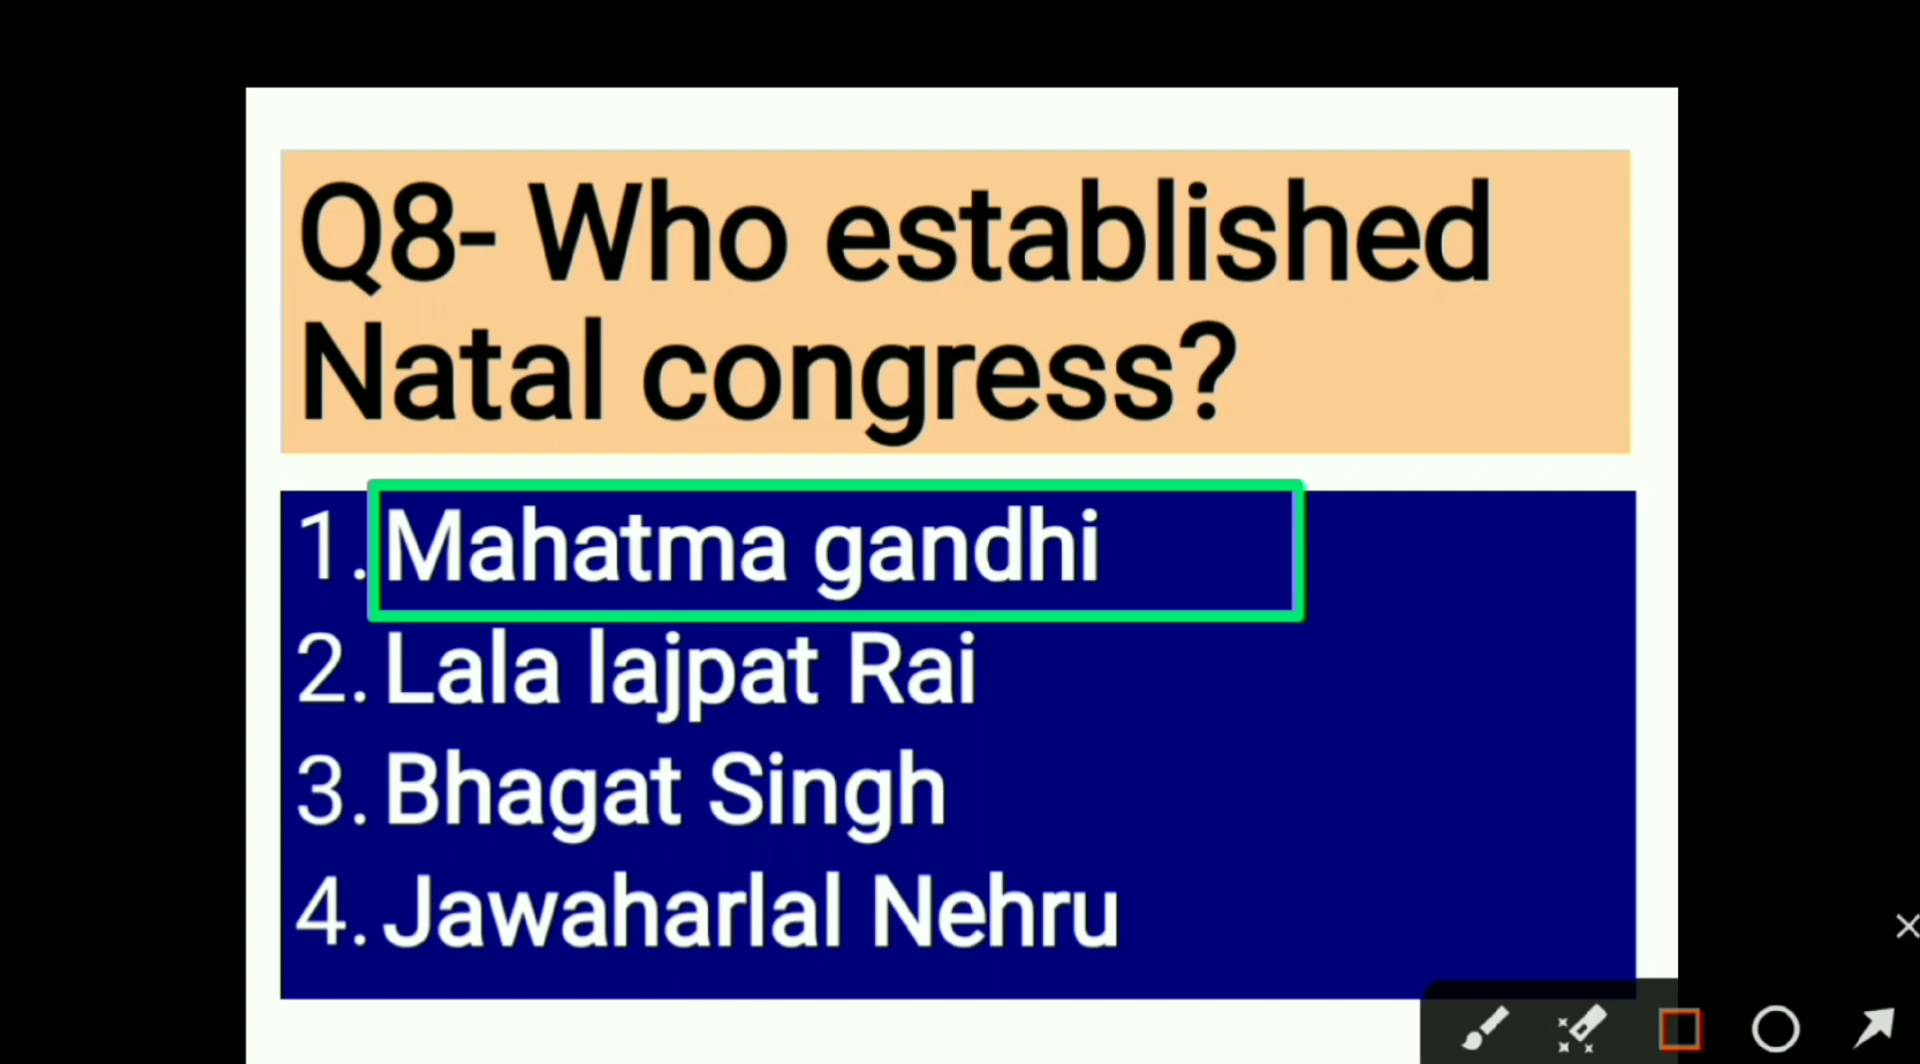 Q8- Who established
Natal congress?
1. Mahatma gandhi
2. Lala lajpat Rai
3. Bhagat Singh
4. Jawaharlal Nehru